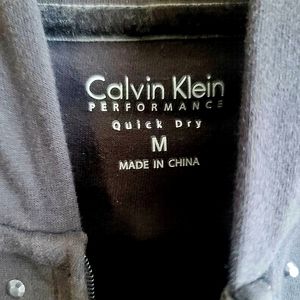 Calvin Klein
PERFORMANCE
Quick Dry
M
MADE IN CHINA